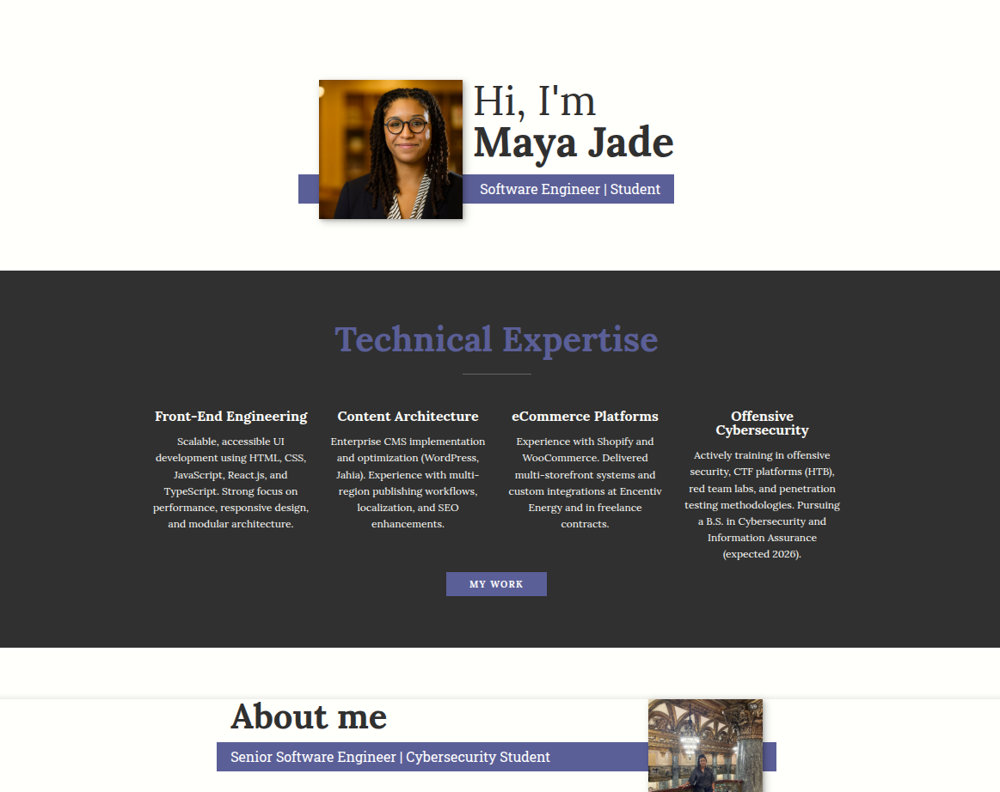 Hi, I'm
Maya Jade
Software Engineer | Student
Technical Expertise
Front-End Engineering
Scalable, accessible UI
development using HTML, CSS,
JavaScript, React.js, and
TypeScript. Strong focus on
performance, responsive design,
and modular architecture.
Content Architecture
Enterprise CMS implementation
and optimization (WordPress,
Jahia). Experience with multi-
region publishing workflows,
localization, and SEO
enhancements.
eCommerce Platforms
Experience with Shopify and
WooCommerce. Delivered
multi-storefront systems and
custom integrations at Encentiv
Energy and in freelance
contracts.
Offensive
Cybersecurity
Actively training in offensive
security, CTF platforms (HTB),
red team labs, and penetration
testing methodologies. Pursuing
a B.S. in Cybersecurity and
Information Assurance
(expected 2026).
MY WORK
About me
Senior Software Engineer | Cybersecurity Student